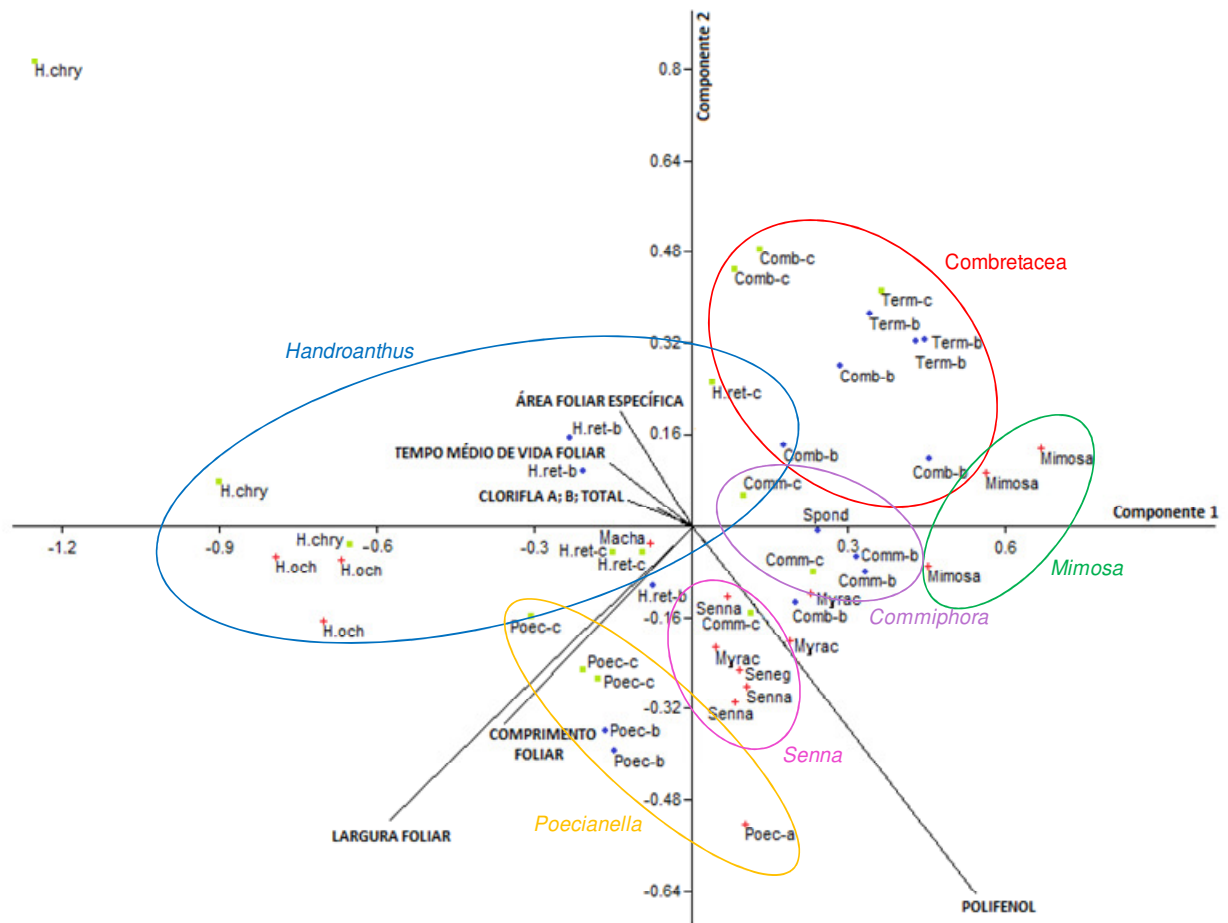 Componente 2
H.chry
0.8
0.64
0.48
Comb-c
Comb-c
Combretacea
Term-c
Term-b
Handroanthus
0.32
Term-b
Term-b
Comb-b
H.ret-c
ÁREA FOLIAR ESPECÍFICA
H.ret-b
0.16
TEMPO MÉDIO DE VIDA FOLIAR
Comb-b
Mimosa
H.ret-b
Comb-b
Mimosa
H.chry
Comm-c
CLORIFLA A; B; TOTAL
Spond
Componente 1
-1.2
-0.9
-0.6
-0.3
0.3
0.6
H.chry
Macha
H.ret-c
H.ret-c
Comm-b
Comm-c
Comm-b
H.och
H.och
Mimosa
Mimosa
H.ret-b
Myrac
Senna
Comb-b
Commiphora
H.och
-0.16
Comm-c
Poec-c
Myrac
Myrac
Poec-c
Poec-c
Seneg
Senna
-0.32
Senna
COMPRIMENTO
FOLIAR
Poec-b
Poec-b
Senna
-0.48
LARGURA FOLIAR
Poecianella
Poec-a
-0.64
POLIFENOL